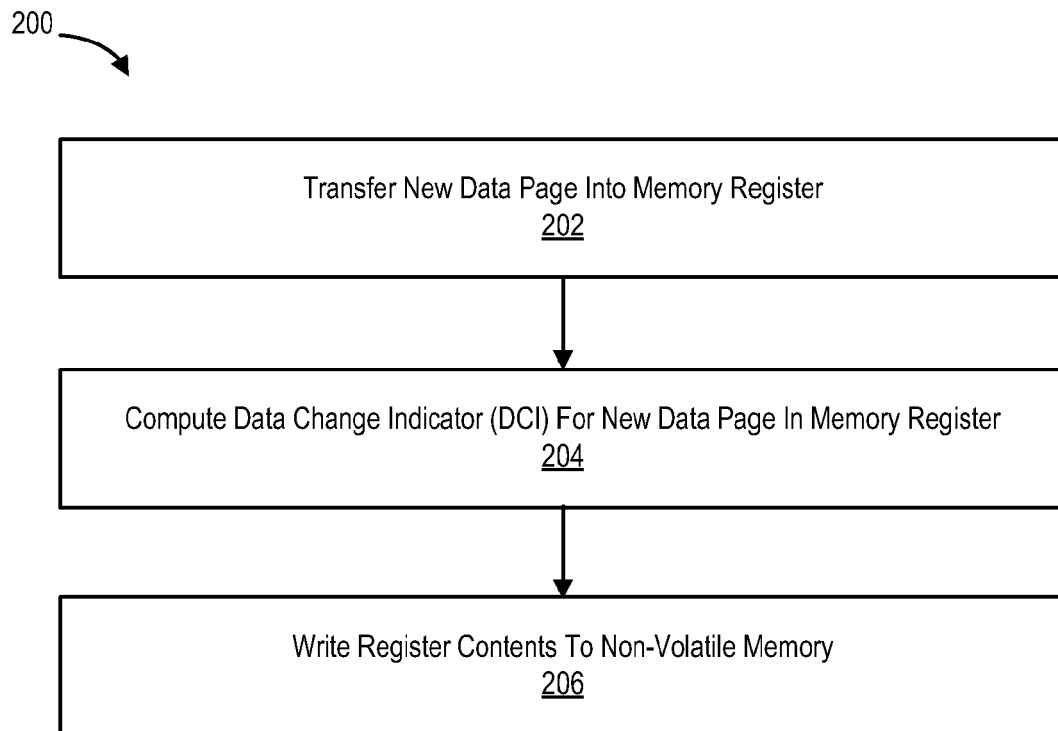 200
Transfer New Data Page Into Memory Register
202
Compute Data Change Indicator (DCI) For New Data Page In Memory Register
204
Write Register Contents To Non-Volatile Memory
206